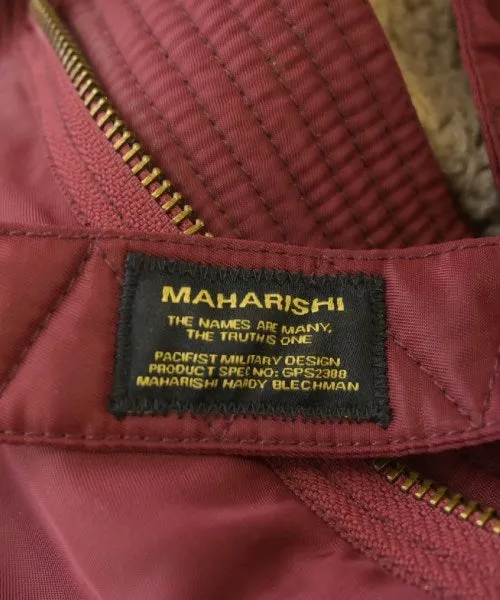 MAHARISHI
THE NAMES ARE MANY,
THE TRUTH IS ONE
PACIFIST MILITARY DESIGN
PRODUCT SPEC NO: GPS2388
MAHARISHI HARDY BLECHMAN